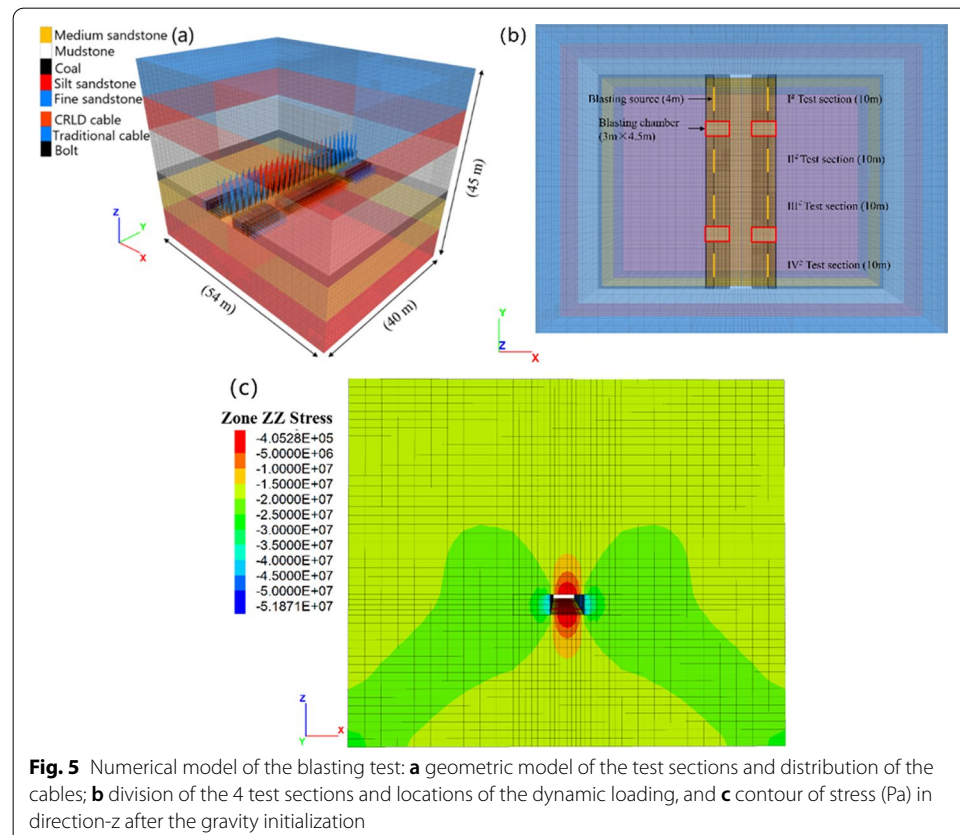 (a)
Medium sandstone
Mudstone
Coal
Silt sandstone
Fine sandstone
CRLD cable
Traditional cable
Bolt
(45 m)
(54 m)
(40 m)
Z
Y
X
(b)
Blasting source (4m)
Blasting chamber
(3m×4.5m)
I# Test section (10m)
II# Test section (10m)
III# Test section (10m)
IV# Test section (10m)
Y
Z
X
(c)
Zone ZZ Stress
-4.0528E+05
-5.0000E+06
-1.0000E+07
-1.5000E+07
-2.0000E+07
-2.5000E+07
-3.0000E+07
-3.5000E+07
-4.0000E+07
-4.5000E+07
-5.0000E+07
-5.1871E+07
Z
Y
X
Fig. 5 Numerical model of the blasting test: a geometric model of the test sections and distribution of the
cables; b division of the 4 test sections and locations of the dynamic loading, and c contour of stress (Pa) in
direction-z after the gravity initialization